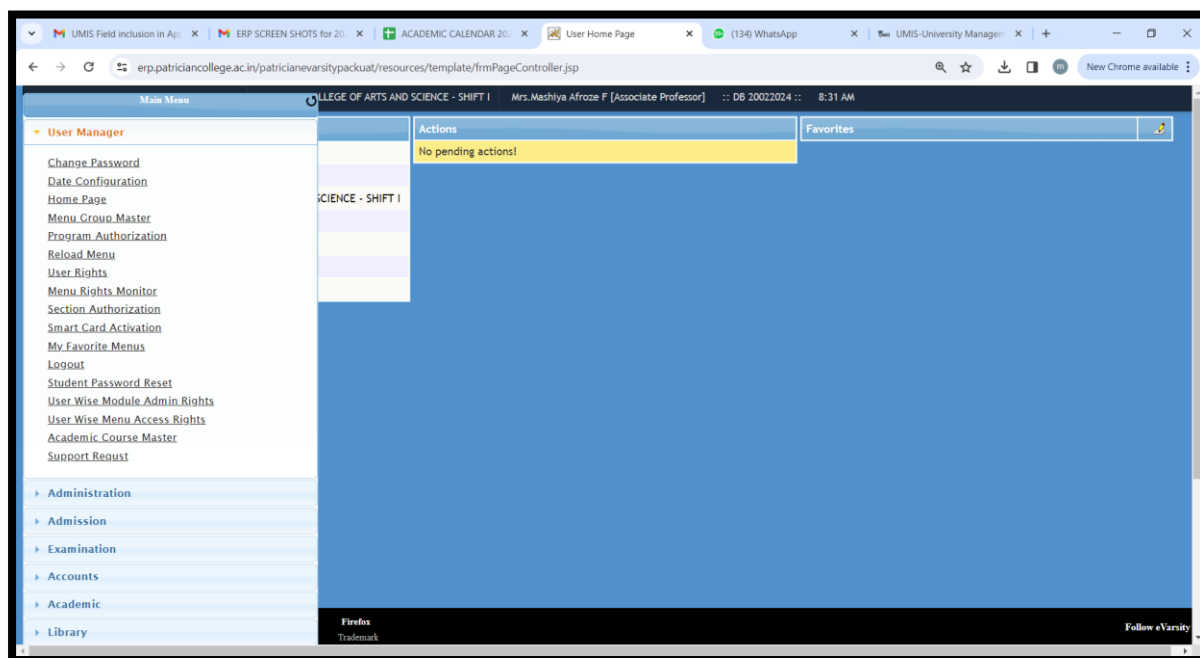 UMIS Field inclusion in Ap
ERP SCREEN SHOTS for 20
ACADEMIC CALENDAR 202
User Home Page
(134) WhatsApp
UMIS-University Managem
erp.patriciancollege.ac.in/patricianevarsitypackuat/resources/template/frmPageController.jsp
m
New Chrome available
Main Menu
LLEGE OF ARTS AND SCIENCE - SHIFT I Mrs.Mashiya Afroze F [Associate Professor] :: DB 20022024 :: 8:31 AM
User Manager
Change Password
Date Configuration
Home Page
Menu Group Master
Program Authorization
Reload Menu
User Rights
Menu Rights Monitor
Section Authorization
Smart Card Activation
My Favorite Menus
Logout
Student Password Reset
User Wise Module Admin Rights
User Wise Menu Access Rights
Academic Course Master
Support Requst
Administration
Admission
Examination
Accounts
Academic
Library
SCIENCE - SHIFT I
Actions
No pending actions!
Favorites
Firefox
Trademark
Follow eVarsity